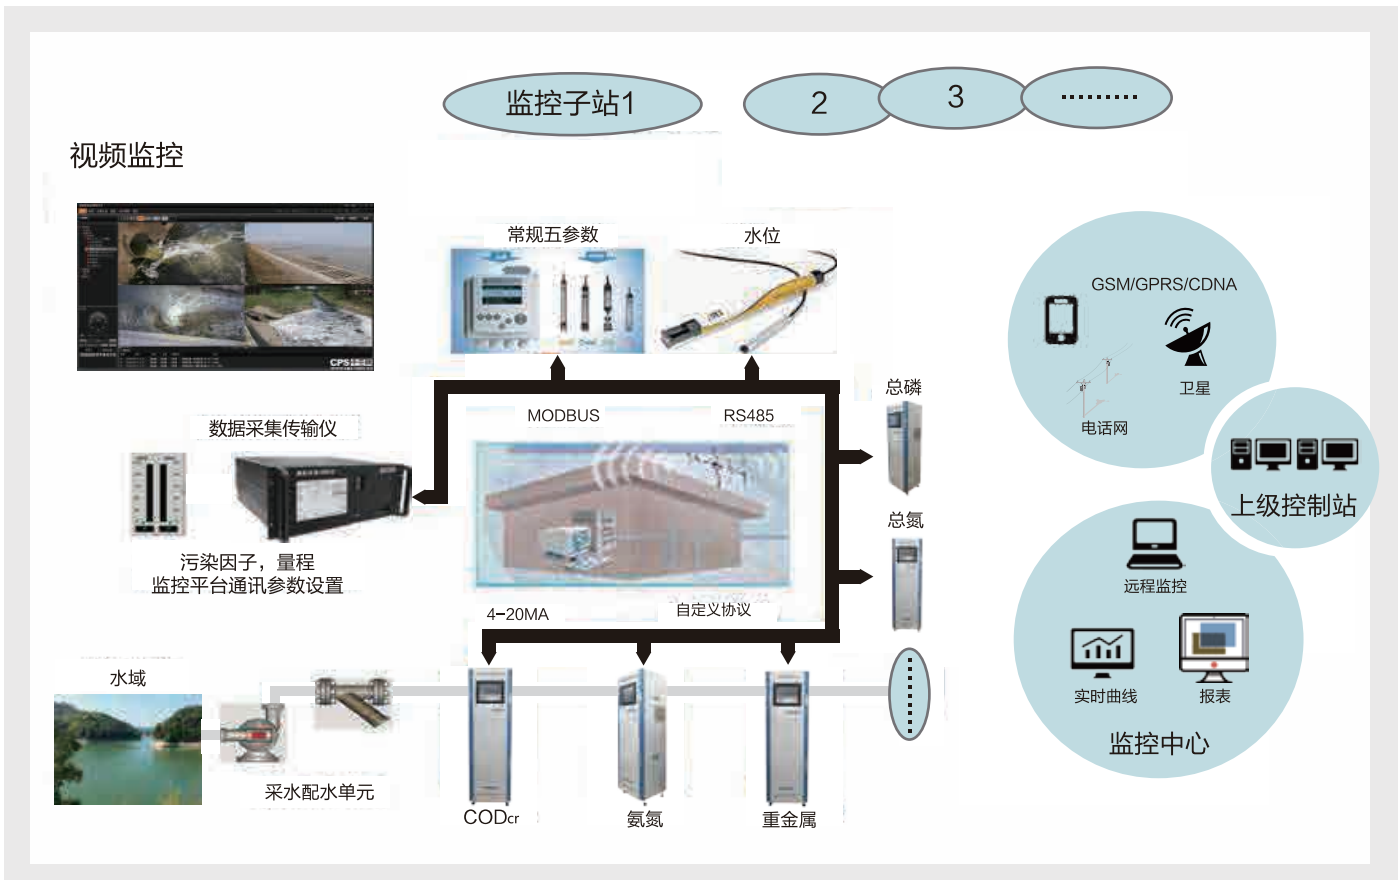 监控子站1
2
3
·········
视频监控
常规五参数
水位
GSM/GPRS/CDNA
卫星
电话网
总磷
MODBUS
RS485
数据采集传输仪
上级控制站
总氮
污染因子，量程
监控平台通讯参数设置
远程监控
4-20MA
自定义协议
水域
实时曲线
报表
监控中心
采水配水单元
CODcr
氨氮
重金属
CPS